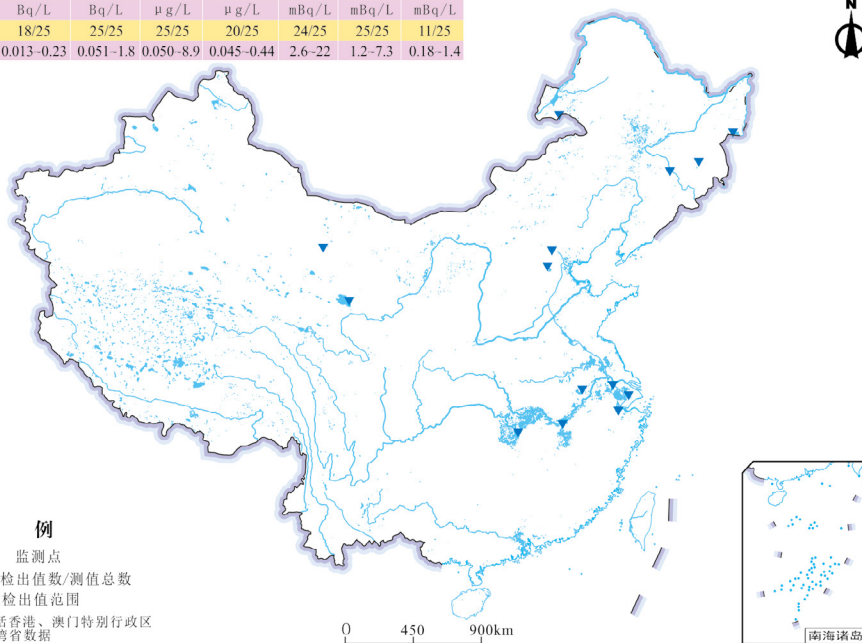 Bq/L Bq/L μg/L μg/L mBq/L mBq/L mBq/L
18/25 25/25 25/25 20/25 24/25 25/25 11/25
0.013~0.23 0.051~1.8 0.050~8.9 0.045~0.44 2.6~22 1.2~7.3 0.18~1.4
N
例
监测点
检出值数/测值总数
检出值范围
括香港、澳门特别行政区
湾省数据
0 450 900km
南海诸岛